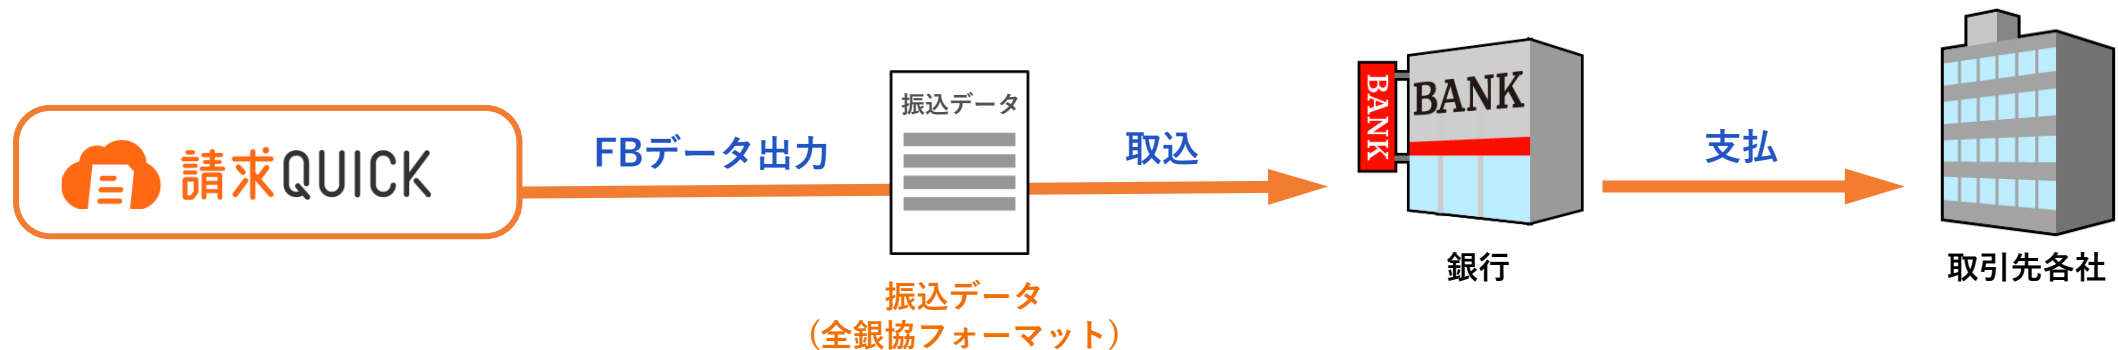 請求QUICK
FBデータ出力
振込データ
振込データ
（全銀協フォーマット）
取込
BANK
BANK
銀行
支払
取引先各社